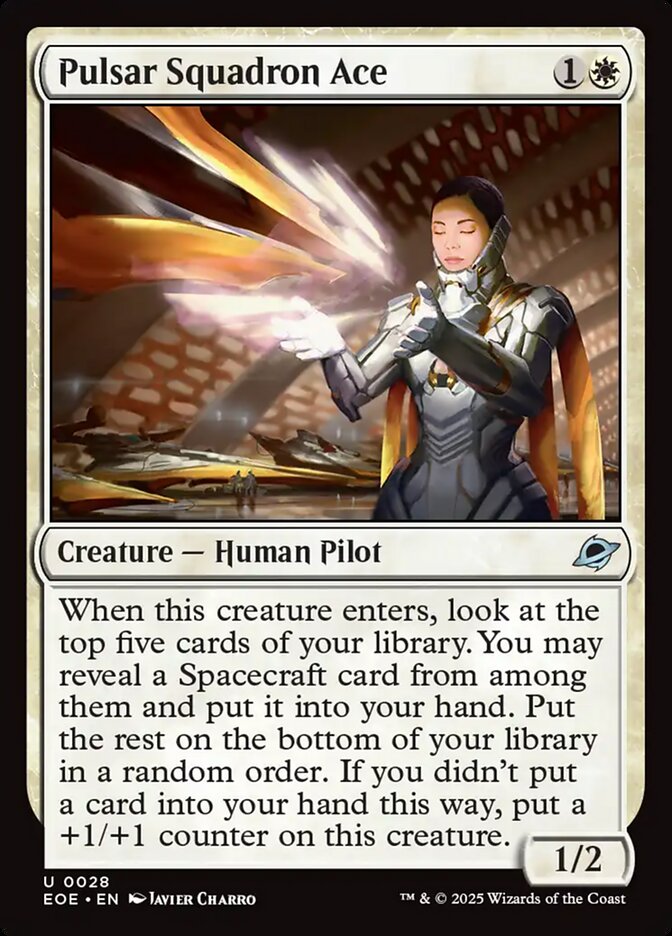 Pulsar Squadron Ace 1
Creature — Human Pilot
When this creature enters, look at the
top five cards of your library. You may
reveal a Spacecraft card from among
them and put it into your hand. Put
the rest on the bottom of your library
in a random order. If you didn't put
a card into your hand this way, put a
+1/+1 counter on this creature.
1/2
U 0028
EOE • EN Javier Charro
™ & © 2025 Wizards of the Coast